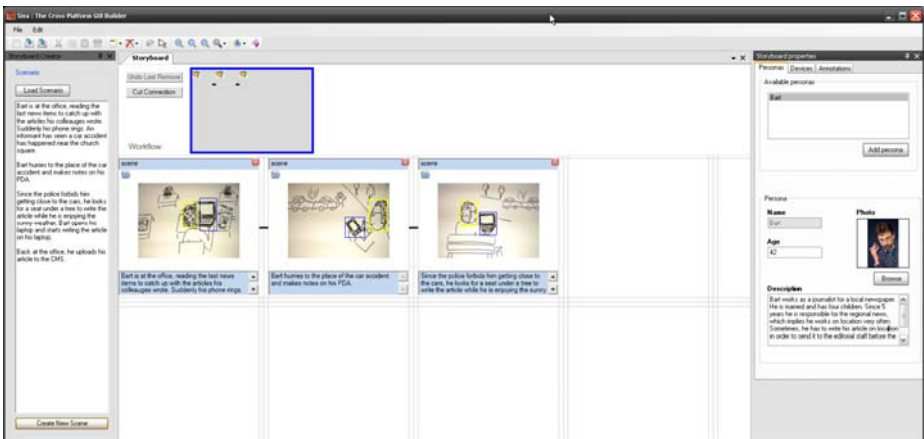 Sira : The Cross Platform GUI Builder
File Edit
Storyboard Creator
Scenario
Load Scenario
Bart is at the office, reading the
last news items to catch up with
the articles his colleauges wrote.
Suddenly his phone rings. An
informant has seen a car accident
has happened near the church
square.
Bart hurries to the place of the car
accident and makes notes on his
PDA.
Since the police forbids him
getting close to the cars, he looks
for a seat under a tree to write the
article while he is enjoying the
sunny weather. Bart opens his
laptop and starts writing the article
on his laptop.
Back at the office, he uploads his
article to the CMS.
Create New Scene
Storyboard
Undo Last Remove
Cut Connection
Workflow:
scene
Bart is at the office, reading the last news
items to catch up with the articles his
colleauges wrote. Suddenly his phone rings.
scene
Bart hurries to the place of the car accident
and makes notes on his PDA.
scene
Since the police forbids him getting close to
the cars, he looks for a seat under a tree to
write the article while he is enjoying the sunny
Storyboard properties
Personas Devices Annotations
Available personas
Bart
Add persona
Persona
Name
Bart
Photo
Age
42
Browse
Description
Bart works as a journalist for a local newspaper.
He is married and has four children. Since 5
years he is responsible for the regional news,
which implies he works on location very often.
Sometimes, he has to write his article on location
in order to send it to the editorial staff before the